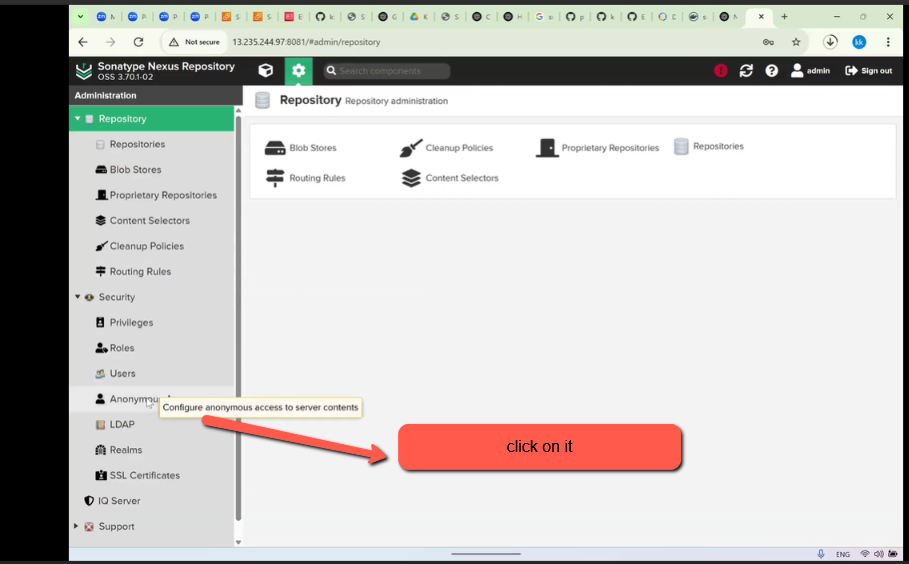 Not secure
13.235.244.97:8081/#admin/repository
kk
Sonatype Nexus Repository
OSS 3.70.1-02
Search components
admin
Sign out
Administration
Repository Repository administration
Repository
Repositories
Blob Stores
Proprietary Repositories
Content Selectors
Cleanup Policies
Routing Rules
Security
Privileges
Roles
Users
LDAP
Realms
SSL Certificates
IQ Server
Support
Blob Stores
Cleanup Policies
Proprietary Repositories
Repositories
Routing Rules
Content Selectors
Configure anonymous access to server contents
click on it
ENG